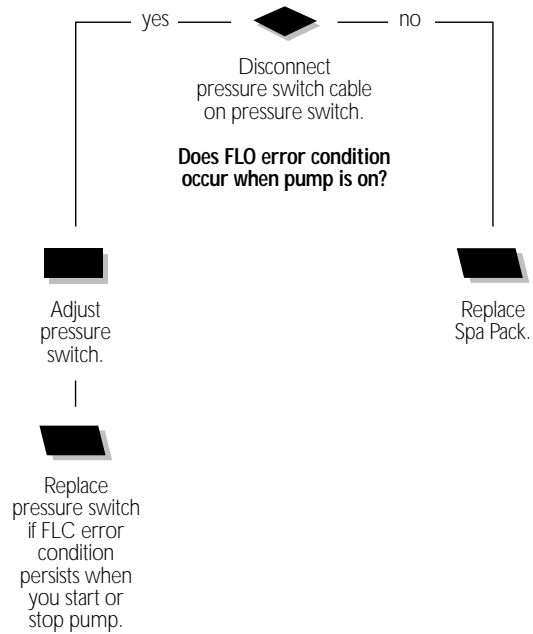 yes
no
Disconnect
pressure switch cable
on pressure switch.
Does FLO error condition
occur when pump is on?
Adjust
pressure
switch.
Replace
Spa Pack.
Replace
pressure switch
if FLC error
condition
persists when
you start or
stop pump.